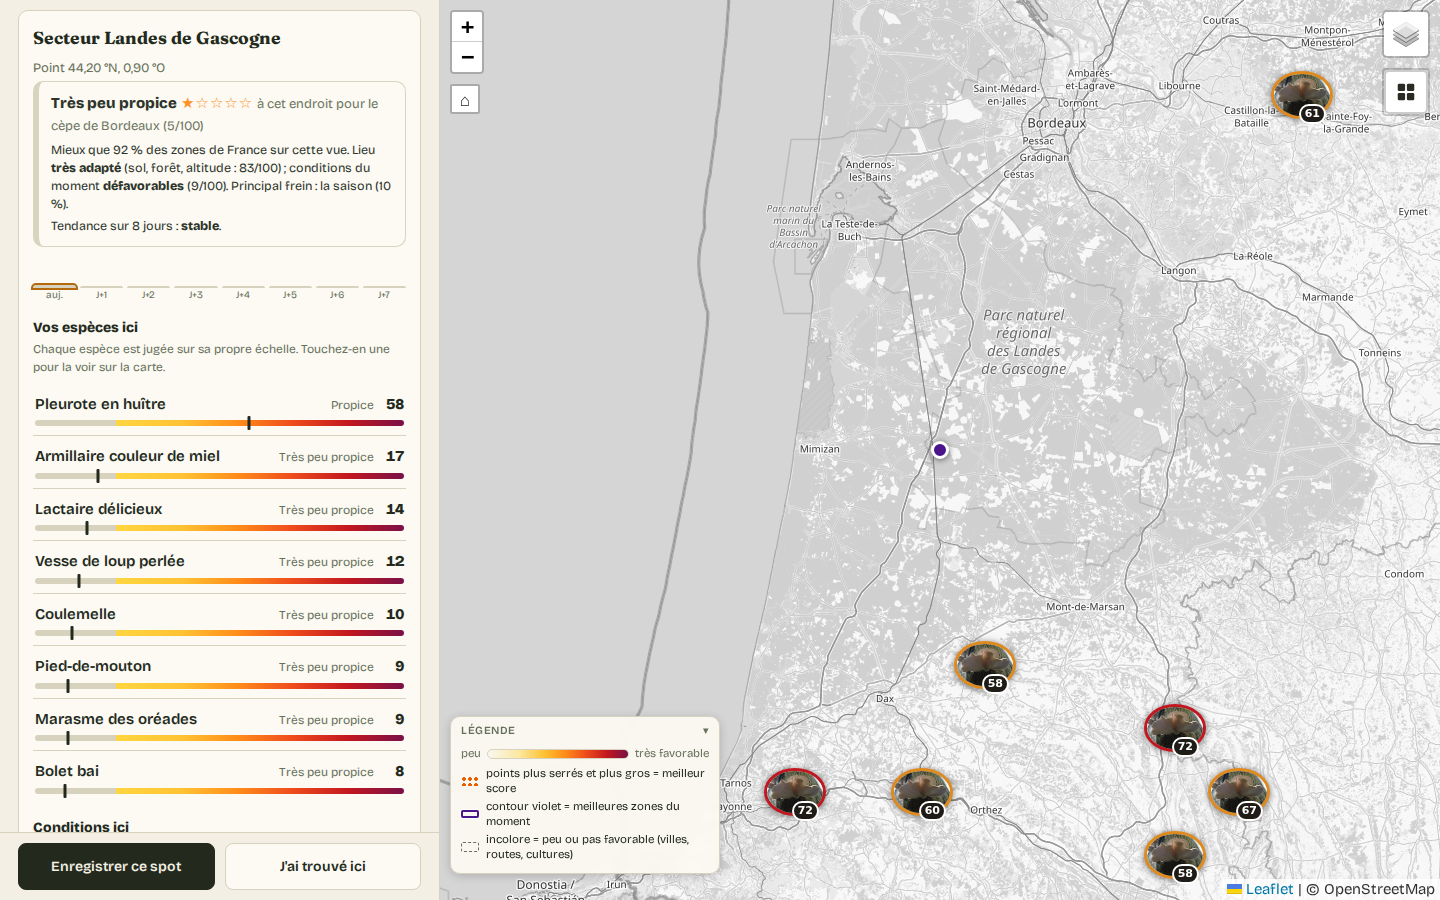 Secteur Landes de Gascogne
Point 44,20 °N, 0,90 °O
Très peu propice ★☆☆☆☆ à cet endroit pour le
cèpe de Bordeaux (5/100)
Mieux que 92 % des zones de France sur cette vue. Lieu
très adapté (sol, forêt, altitude : 83/100) ; conditions du
moment défavorables (9/100). Principal frein : la saison (10
%).
Tendance sur 8 jours : stable.
auj. J+1 J+2 J+3 J+4 J+5 J+6 J+7
Vos espèces ici
Chaque espèce est jugée sur sa propre échelle. Touchez-en une
pour la voir sur la carte.
Pleurote en huître Propice 58
Armillaire couleur de miel Très peu propice 17
Lactaire délicieux Très peu propice 14
Vesse de loup perlée Très peu propice 12
Coulemelle Très peu propice 10
Pied-de-mouton Très peu propice 9
Marasme des oréades Très peu propice 9
Bolet bai Très peu propice 8
Conditions ici
Enregistrer ce spot
J'ai trouvé ici
+
−
⌂
Coutras
Montpon-
Ménestérol
Ambarès-
et-Lagrave
Libourne
Saint-Médard-
en-Jalles
Lormont
Castillon-la-
Bataille
61
ainte-Foy-
la-Grande
Ber
Bordeaux
Pessac
Gradignan
Cestas
Andernos-
les-Bains
Parc naturel
marin du
Bassin
d'Arcachon
La Teste-de-
Buch
Eymet
La Réole
Langon
Marmande
Parc naturel
régional
des Landes
de Gascogne
Tonneins
Mimizan
Condom
Mont-de-Marsan
58
Dax
72
Tarnos
ayonne
72
60
Orthez
67
58
Donostia /
San Sebastián
Irun
LÉGENDE ▾
peu très favorable
points plus serrés et plus gros = meilleur
score
contour violet = meilleures zones du
moment
incolore = peu ou pas favorable (villes,
routes, cultures)
Leaflet | © OpenStreetMap